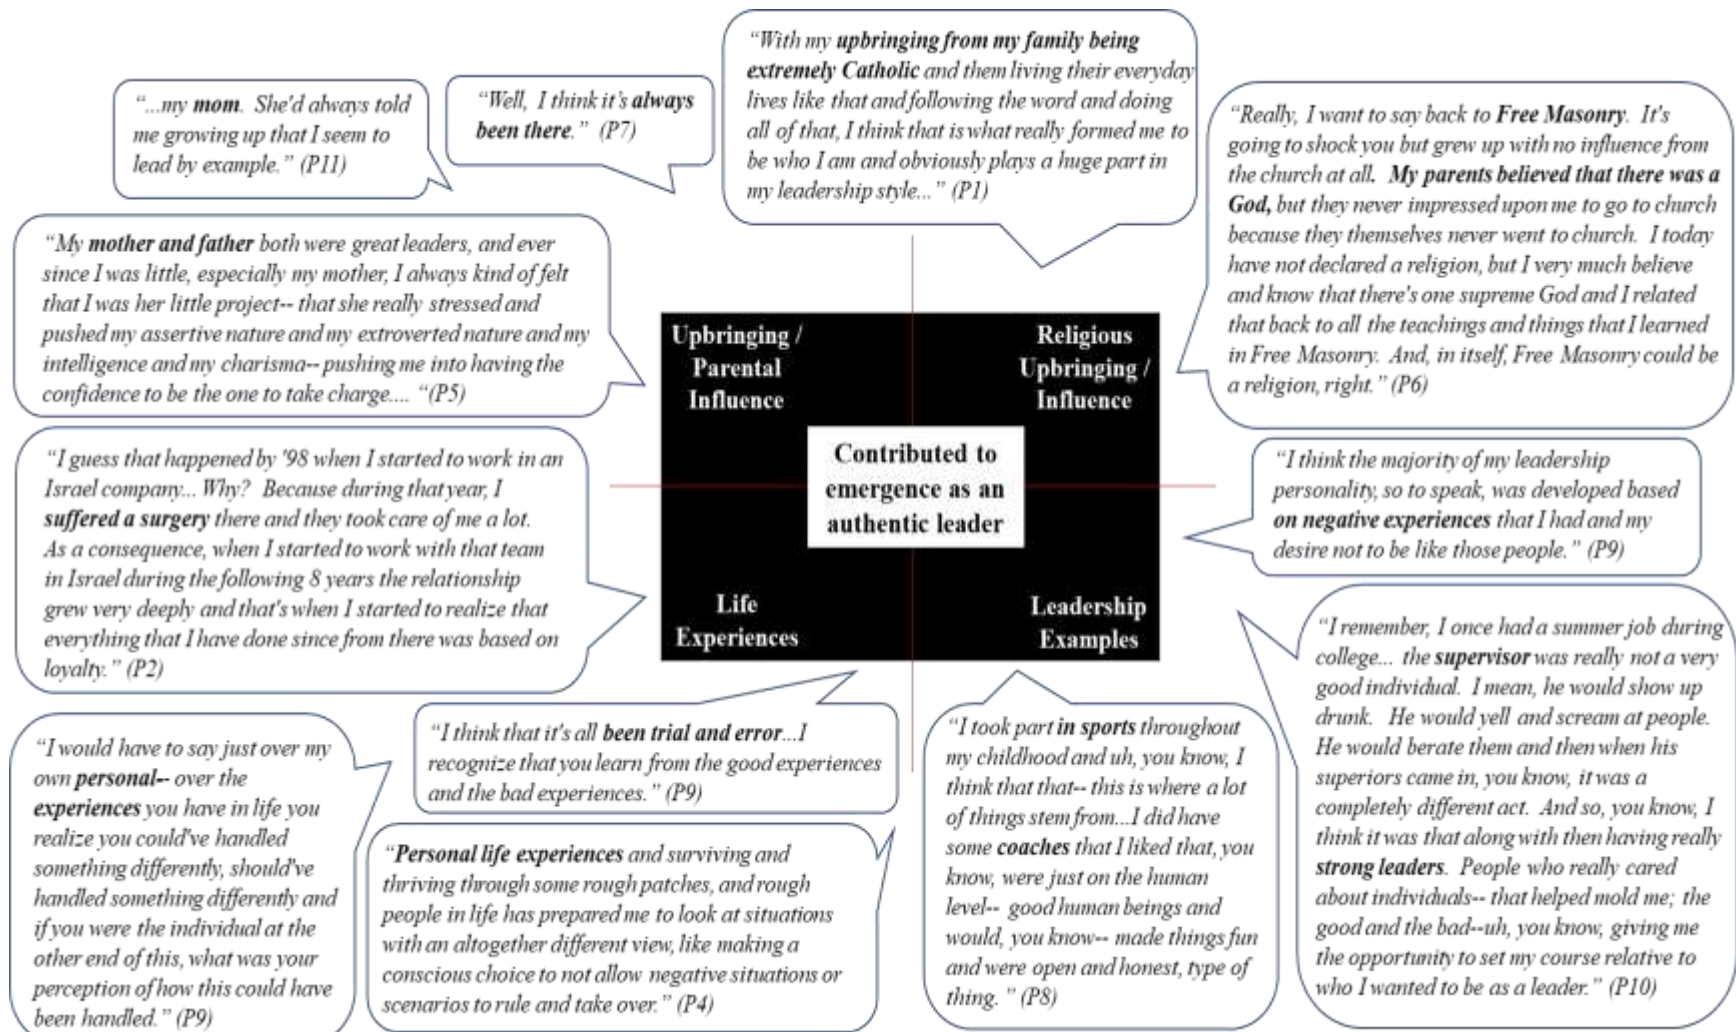 “With my upbringing from my family being
extremely Catholic and them living their everyday
lives like that and following the word and doing
all of that, I think that is what really formed me to
be who I am and obviously plays a huge part in
my leadership style...” (P1)
“...my mom.  She'd always told
me growing up that I seem to
lead by example.” (P11)
“Well, I think it's always
been there.”  (P7)
“Really, I want to say back to Free Masonry.  It's
going to shock you but grew up with no influence from
the church at all.  My parents believed that there was a
God, but they never impressed upon me to go to church
because they themselves never went to church.  I today
have not declared a religion, but I very much believe
and know that there's one supreme God and I related
that back to all the teachings and things that I learned
in Free Masonry.  And, in itself, Free Masonry could be
a religion, right.” (P6)
“My mother and father both were great leaders, and ever
since I was little, especially my mother, I always kind of felt
that I was her little project-- that she really stressed and
pushed my assertive nature and my extroverted nature and my
intelligence and my charisma-- pushing me into having the
confidence to be the one to take charge.... “(P5)
Upbringing /
Parental
Influence
Religious
Upbringing /
Influence
Contributed to
emergence as an
authentic leader
Life
Experiences
Leadership
Examples
“I guess that happened by '98 when I started to work in an
Israel company... Why?  Because during that year, I
suffered a surgery there and they took care of me a lot.
As a consequence, when I started to work with that team
in Israel during the following 8 years the relationship
grew very deeply and that's when I started to realize that
everything that I have done since from there was based on
loyalty.” (P2)
“I think the majority of my leadership
personality, so to speak, was developed based
on negative experiences that I had and my
desire not to be like those people.” (P9)
“I remember, I once had a summer job during
college... the supervisor was really not a very
good individual.  I mean, he would show up
drunk.   He would yell and scream at people.
He would berate them and then when his
superiors came in, you know, it was a
completely different act.  And so, you know, I
think it was that along with then having really
strong leaders.  People who really cared
about individuals-- that helped mold me; the
good and the bad--uh, you know, giving me
the opportunity to set my course relative to
who I wanted to be as a leader.” (P10)
“I would have to say just over my
own personal-- over the
experiences you have in life you
realize you could've handled
something differently, should've
handled something differently and
if you were the individual at the
other end of this, what was your
perception of how this could have
been handled.” (P9)
“I think that it's all been trial and error...I
recognize that you learn from the good experiences
and the bad experiences.” (P9)
“Personal life experiences and surviving and
thriving through some rough patches, and rough
people in life has prepared me to look at situations
with an altogether different view, like making a
conscious choice to not allow negative situations or
scenarios to rule and take over.” (P4)
“I took part in sports throughout
my childhood and uh, you know, I
think that that-- this is where a lot
of things stem from...I did have
some coaches that I liked that, you
know, were just on the human
level-- good human beings and
would, you know-- made things fun
and were open and honest, type of
thing. ” (P8)